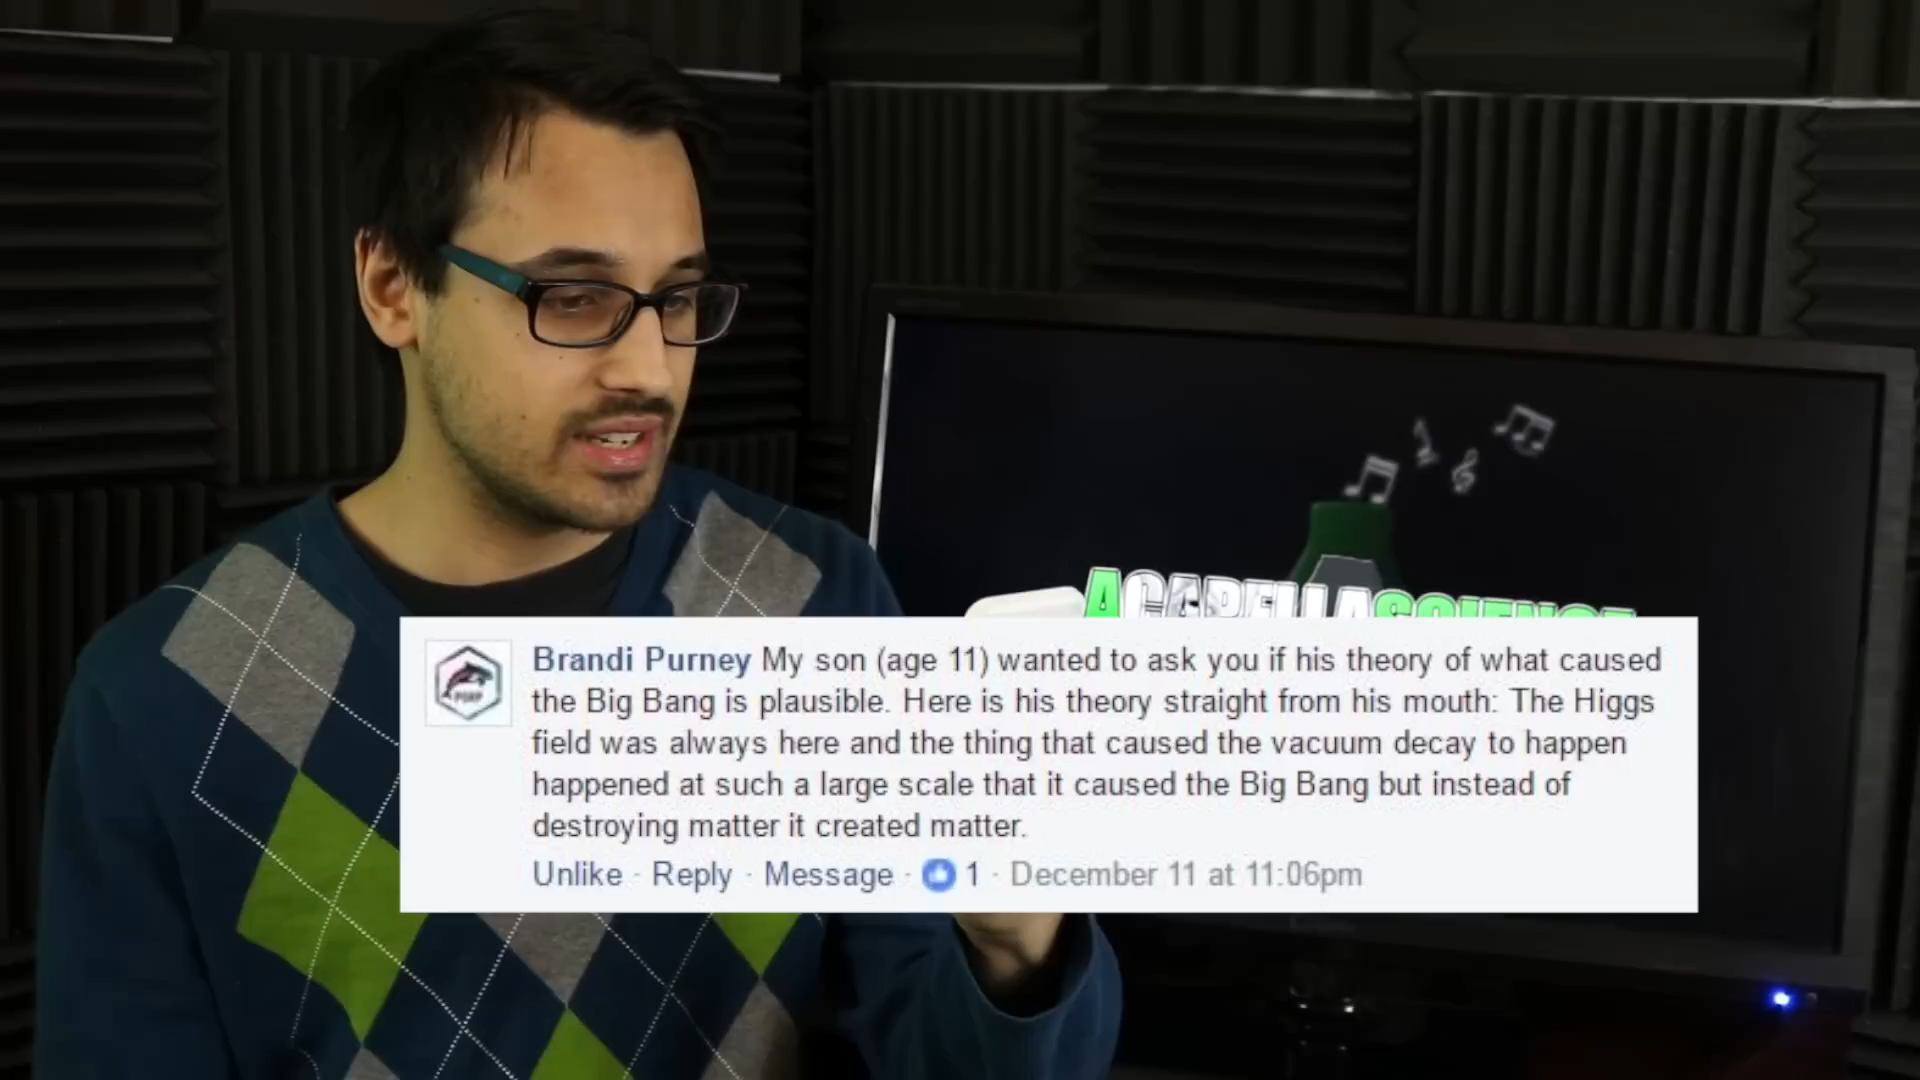 ACAPELLASCIENCE
Brandi Purney My son (age 11) wanted to ask you if his theory of what caused
the Big Bang is plausible. Here is his theory straight from his mouth: The Higgs
field was always here and the thing that caused the vacuum decay to happen
happened at such a large scale that it caused the Big Bang but instead of
destroying matter it created matter.
Unlike · Reply · Message · 1 · December 11 at 11:06pm